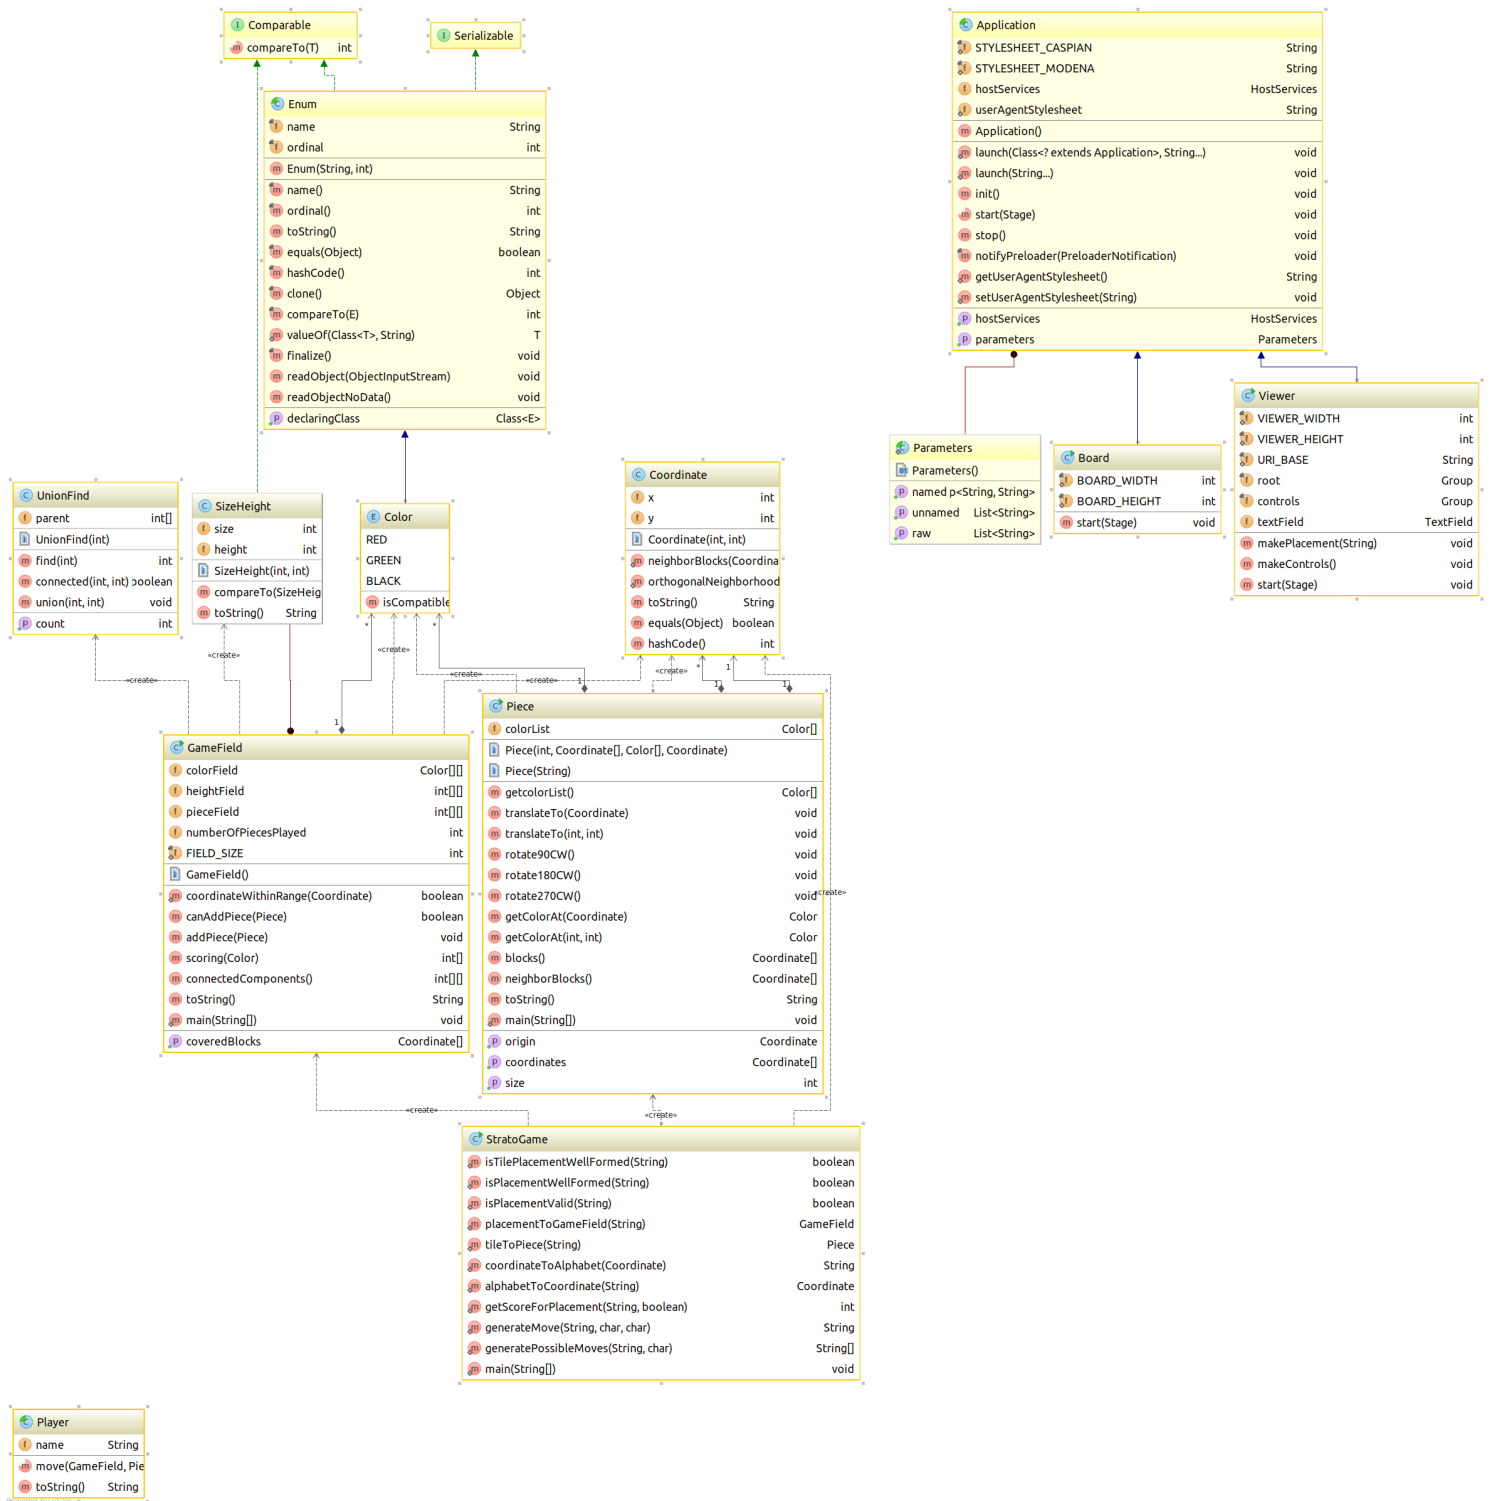 Comparable
compareTo(T) int
Serializable
Enum
name String
ordinal int
Enum(String, int)
name() String
ordinal() int
toString() String
equals(Object) boolean
hashCode() int
clone() Object
compareTo(E) int
valueOf(Class<T>, String) T
finalize() void
readObject(ObjectInputStream) void
readObjectNoData() void
declaringClass Class<E>
Application
STYLESHEET_CASPIAN String
STYLESHEET_MODENA String
hostServices HostServices
userAgentStylesheet String
Application()
launch(Class<? extends Application>, String...) void
launch(String...) void
init() void
start(Stage) void
stop() void
notifyPreloader(PreloaderNotification) void
getUserAgentStylesheet() String
setUserAgentStylesheet(String) void
hostServices HostServices
parameters Parameters
Parameters
Parameters()
named p<String, String>
unnamed List<String>
raw List<String>
Board
BOARD_WIDTH int
BOARD_HEIGHT int
start(Stage) void
Viewer
VIEWER_WIDTH int
VIEWER_HEIGHT int
URI_BASE String
root Group
controls Group
textField TextField
makePlacement(String) void
makeControls() void
start(Stage) void
UnionFind
parent int[]
UnionFind(int)
find(int) int
connected(int, int) boolean
union(int, int) void
count int
SizeHeight
size int
height int
SizeHeight(int, int)
compareTo(SizeHeig
toString() String
Color
RED
GREEN
BLACK
isCompatible
Coordinate
x int
y int
Coordinate(int, int)
neighborBlocks(Coordina
orthogonalNeighborhood
toString() String
equals(Object) boolean
hashCode() int
* * * 1
«create»
«create» «create» «create» «create»
1 1 1 1
GameField
colorField Color[][]
heightField int[][]
pieceField int[][]
numberOfPiecesPlayed int
FIELD_SIZE int
GameField()
coordinateWithinRange(Coordinate) boolean
canAddPiece(Piece) boolean
addPiece(Piece) void
scoring(Color) int[]
connectedComponents() int[][]
toString() String
main(String[]) void
coveredBlocks Coordinate[]
Piece
colorList Color[]
Piece(int, Coordinate[], Color[], Coordinate)
Piece(String)
getcolorList() Color[]
translateTo(Coordinate) void
translateTo(int, int) void
rotate90CW() void
rotate180CW() void
rotate270CW() void
getColorAt(Coordinate) Color
getColorAt(int, int) Color
blocks() Coordinate[]
neighborBlocks() Coordinate[]
toString() String
main(String[]) void
origin Coordinate
coordinates Coordinate[]
size int
«create»
«create» «create»
StratoGame
isTilePlacementWellFormed(String) boolean
isPlacementWellFormed(String) boolean
isPlacementValid(String) boolean
placementToGameField(String) GameField
tileToPiece(String) Piece
coordinateToAlphabet(Coordinate) String
alphabetToCoordinate(String) Coordinate
getScoreForPlacement(String, boolean) int
generateMove(String, char, char) String
generatePossibleMoves(String, char) String[]
main(String[]) void
Player
name String
move(GameField, Pie
toString() String